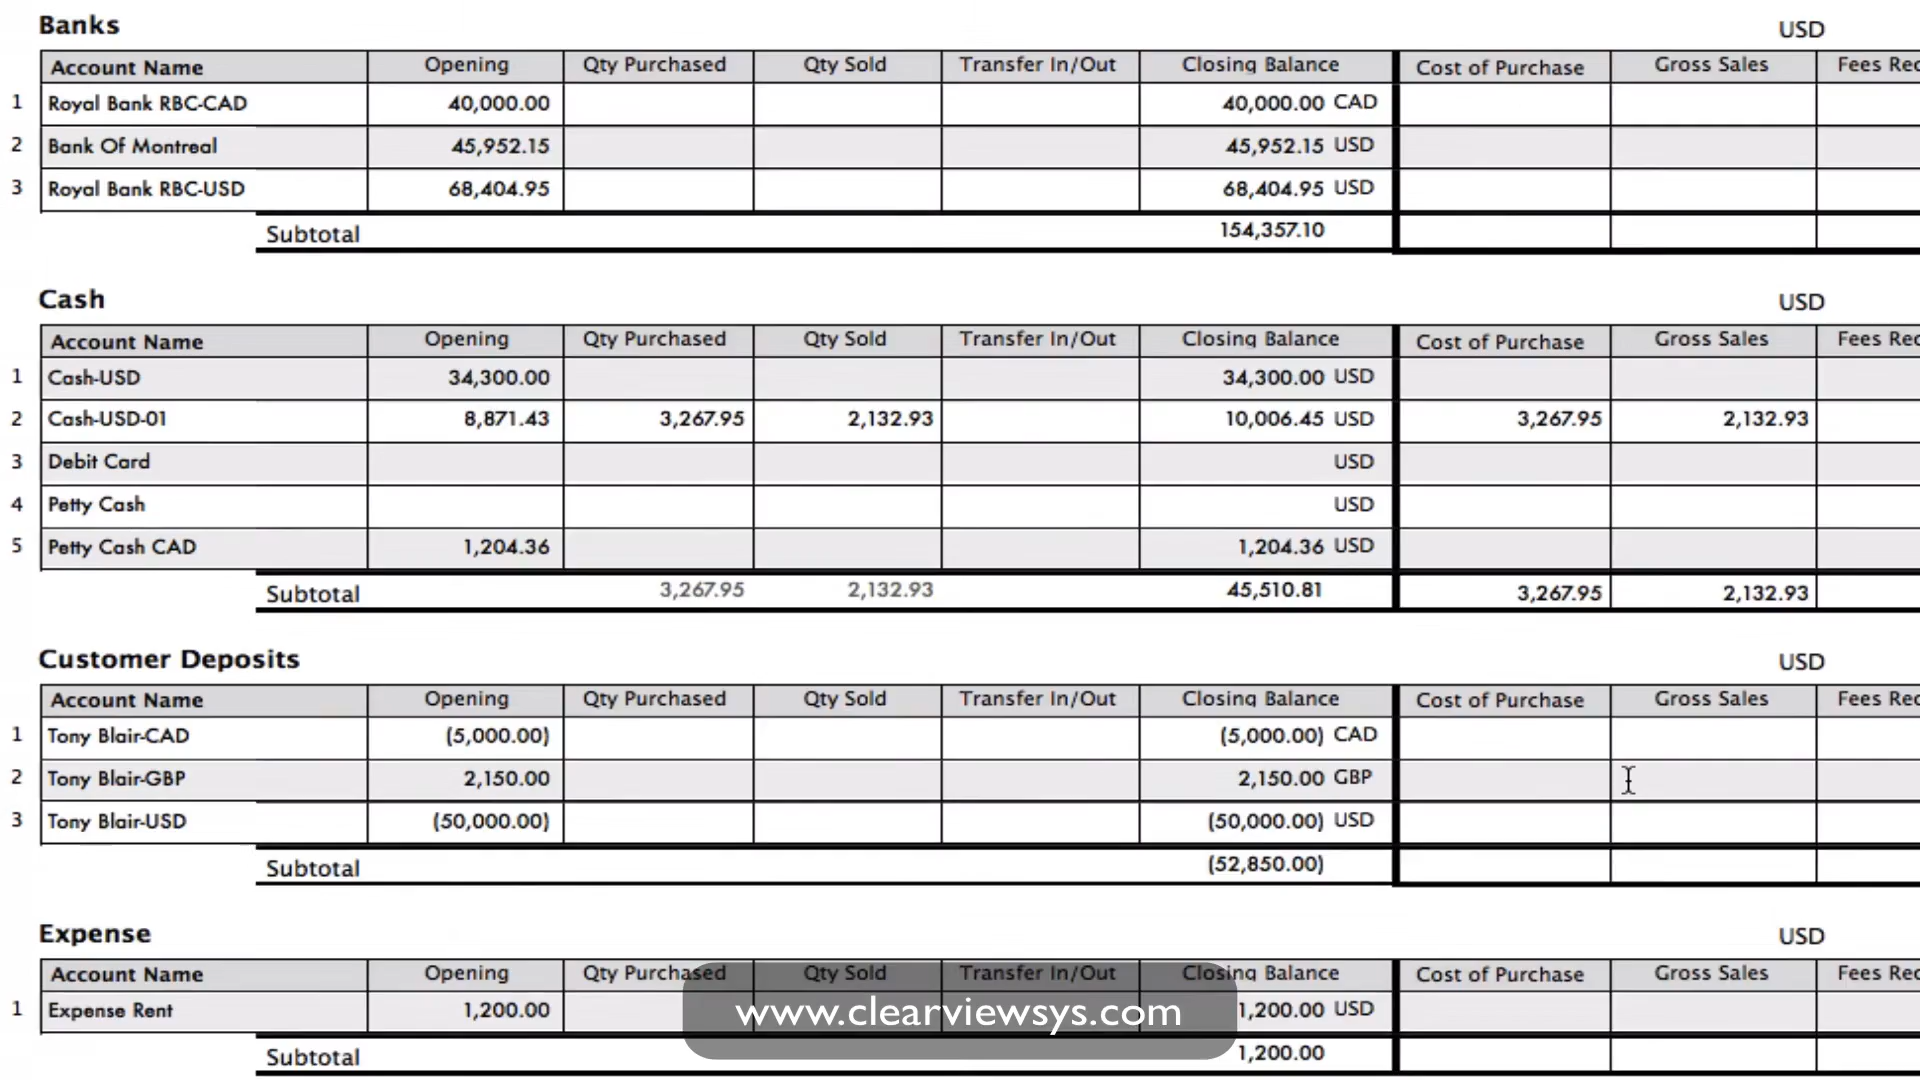 Banks USD
Account Name Opening Qty Purchased Qty Sold Transfer In/Out Closing Balance Cost of Purchase Gross Sales Fees Rec
1 Royal Bank RBC-CAD 40,000.00 40,000.00 CAD
2 Bank Of Montreal 45,952.15 45,952.15 USD
3 Royal Bank RBC-USD 68,404.95 68,404.95 USD
Subtotal 154,357.10
Cash USD
Account Name Opening Qty Purchased Qty Sold Transfer In/Out Closing Balance Cost of Purchase Gross Sales Fees Rec
1 Cash-USD 34,300.00 34,300.00 USD
2 Cash-USD-01 8,871.43 3,267.95 2,132.93 10,006.45 USD 3,267.95 2,132.93
3 Debit Card USD
4 Petty Cash USD
5 Petty Cash CAD 1,204.36 1,204.36 USD
Subtotal 3,267.95 2,132.93 45,510.81 3,267.95 2,132.93
Customer Deposits USD
Account Name Opening Qty Purchased Qty Sold Transfer In/Out Closing Balance Cost of Purchase Gross Sales Fees Rec
1 Tony Blair-CAD (5,000.00) (5,000.00) CAD
2 Tony Blair-GBP 2,150.00 2,150.00 GBP
3 Tony Blair-USD (50,000.00) (50,000.00) USD
Subtotal (52,850.00)
Expense USD
Account Name Opening Qty Purchased Qty Sold Transfer In/Out Closing Balance Cost of Purchase Gross Sales Fees Rec
1 Expense Rent 1,200.00 1,200.00 USD
www.clearviewsys.com
Subtotal 1,200.00